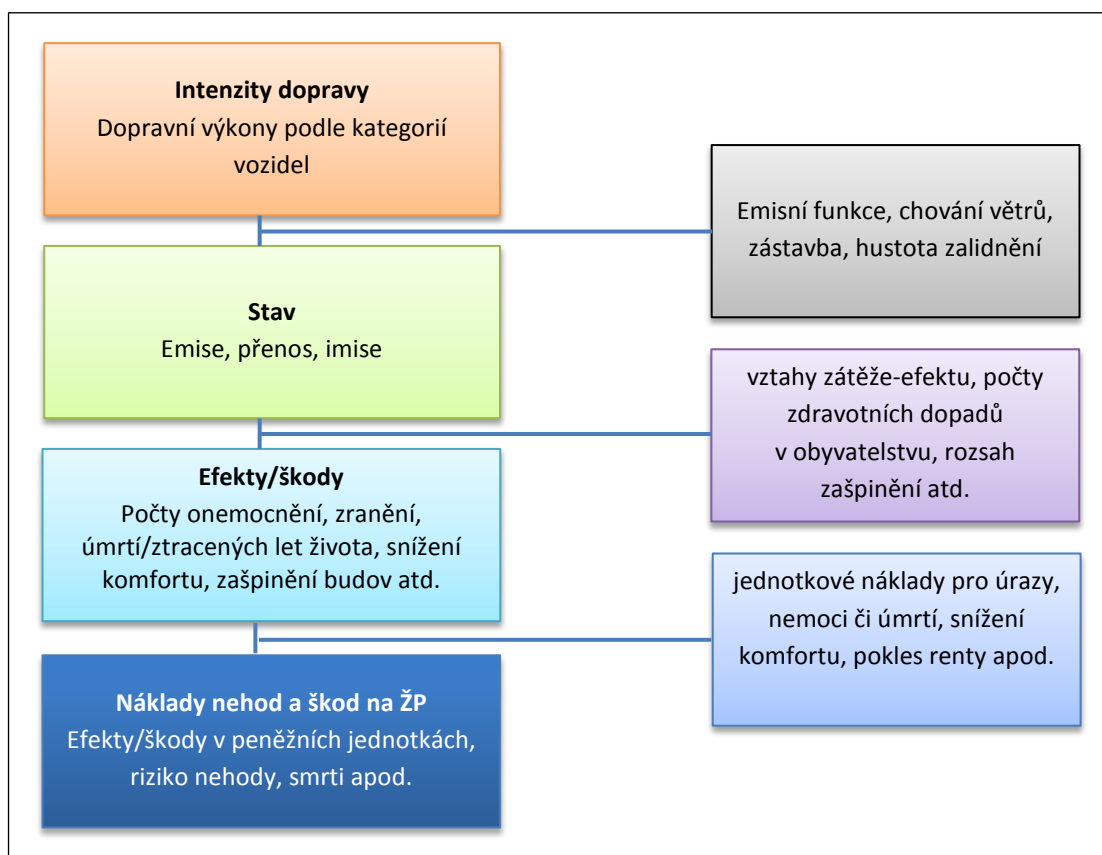 Intenzity dopravy
Dopravní výkony podle kategorií
vozidel
Emisní funkce, chování větrů,
zástavba, hustota zalidnění
Stav
Emise, přenos, imise
vztahy zátěže-efektu, počty
zdravotních dopadů
v obyvatelstvu, rozsah
zašpinění atd.
Efekty/škody
Počty onemocnění, zranění,
úmrtí/ztracených let života, snížení
komfortu, zašpinění budov atd.
jednotkové náklady pro úrazy,
nemoci či úmrtí, snížení
komfortu, pokles renty apod.
Náklady nehod a škod na ŽP
Efekty/škody v peněžních jednotkách,
riziko nehody, smrti apod.